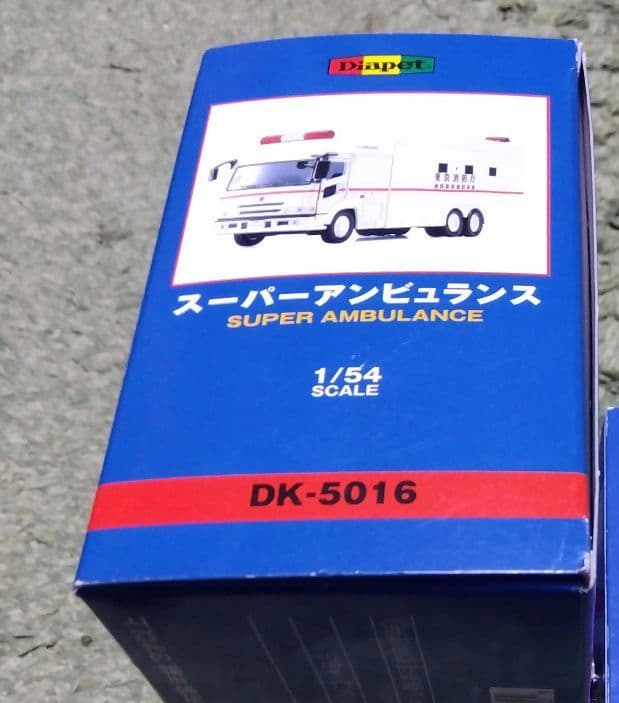 Diapet
東京消防庁
スーパーアンビュランス
SUPER AMBULANCE
1/54
SCALE
DK-5016